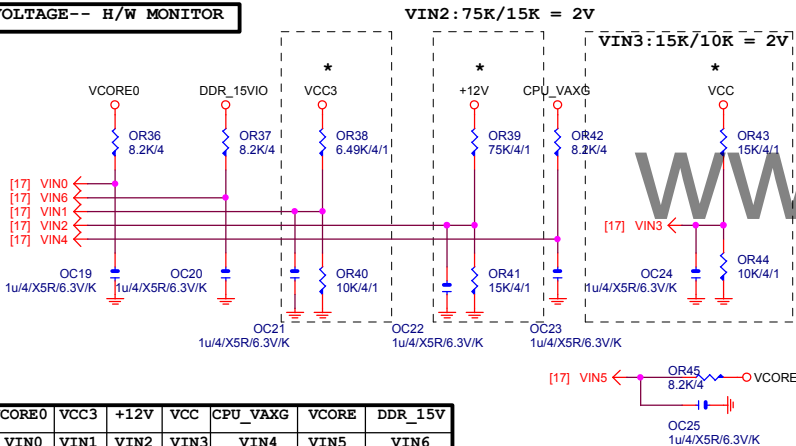 VOLTAGE-- H/W MONITOR
VIN2:75K/15K = 2V
VIN3:15K/10K = 2V
* * *
VCORE0 DDR_15VIO VCC3 +12V CPU_VAXG VCC
OR36 OR37 OR38 OR39 OR42 OR43
8.2K/4 8.2K/4 6.49K/4/1 75K/4/1 8.2K/4 15K/4/1
[17] VIN0
[17] VIN6
[17] VIN1
[17] VIN2
[17] VIN4
[17] VIN3
WW
OC19 OC20 OR40 OR41 OC24 OR44
1u/4/X5R/6.3V/K 1u/4/X5R/6.3V/K 10K/4/1 15K/4/1 1u/4/X5R/6.3V/K 10K/4/1
OC21 OC22 OC23
1u/4/X5R/6.3V/K 1u/4/X5R/6.3V/K 1u/4/X5R/6.3V/K
[17] VIN5 OR45 VCORE
8.2K/4
OC25
1u/4/X5R/6.3V/K
VCORE0 VCC3 +12V VCC CPU_VAXG VCORE DDR_15V
VIN0 VIN1 VIN2 VIN3 VIN4 VIN5 VIN6